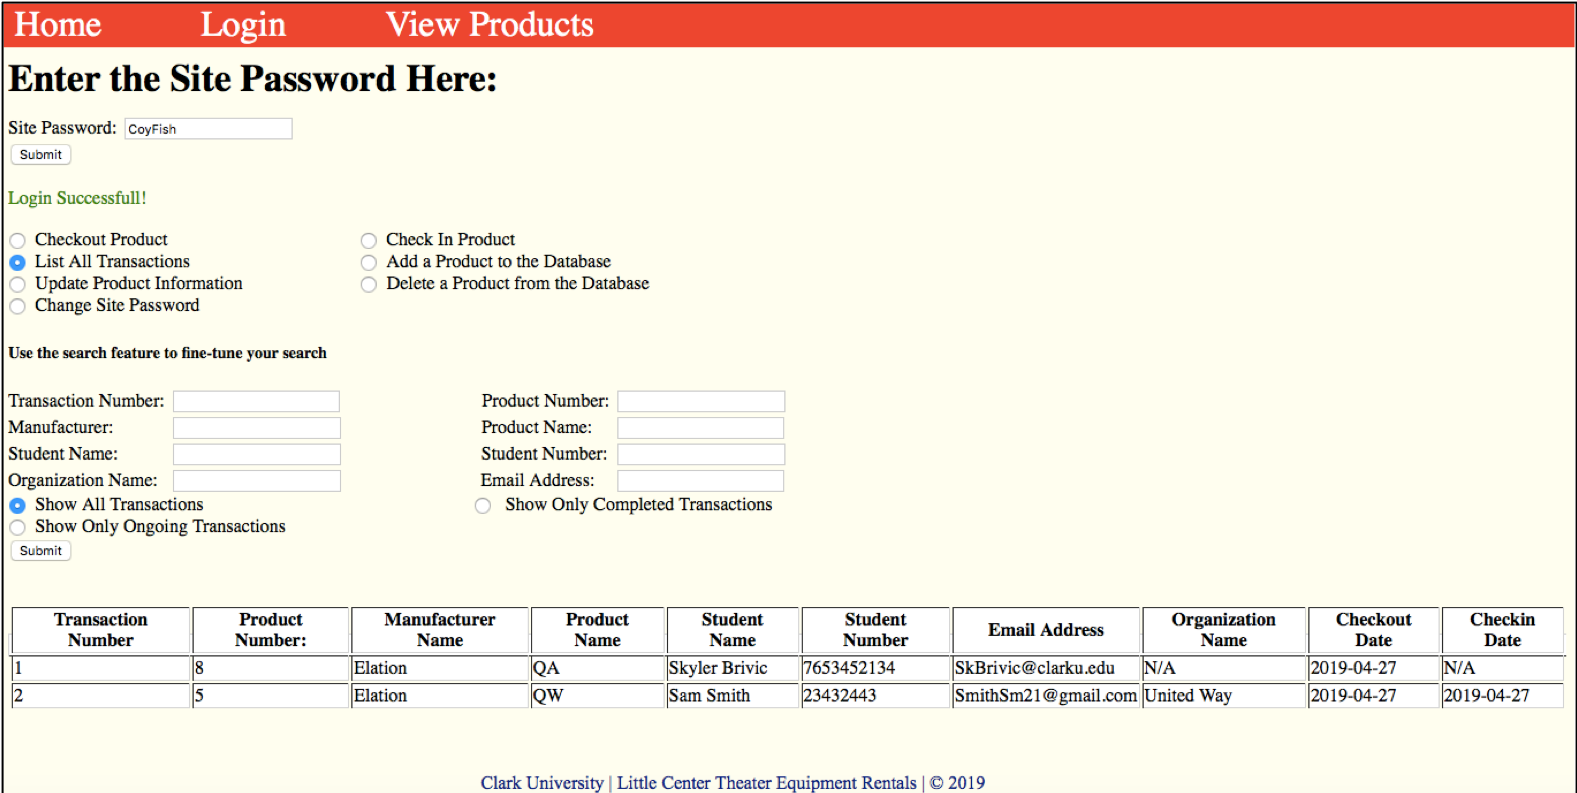 Home Login View Products
Enter the Site Password Here:
Site Password: CoyFish
Submit
Login Successfull!
Checkout Product Check In Product
List All Transactions Add a Product to the Database
Update Product Information Delete a Product from the Database
Change Site Password
Use the search feature to fine-tune your search
Transaction Number: Product Number:
Manufacturer: Product Name:
Student Name: Student Number:
Organization Name: Email Address:
Show All Transactions Show Only Completed Transactions
Show Only Ongoing Transactions
Submit
Transaction Number Product Number: Manufacturer Name Product Name Student Name Student Number Email Address Organization Name Checkout Date Checkin Date
1 8 Elation QA Skyler Brivic 7653452134 SkBrivic@clarku.edu N/A 2019-04-27 N/A
2 5 Elation QW Sam Smith 23432443 SmithSm21@gmail.com United Way 2019-04-27 2019-04-27
Clark University | Little Center Theater Equipment Rentals | © 2019